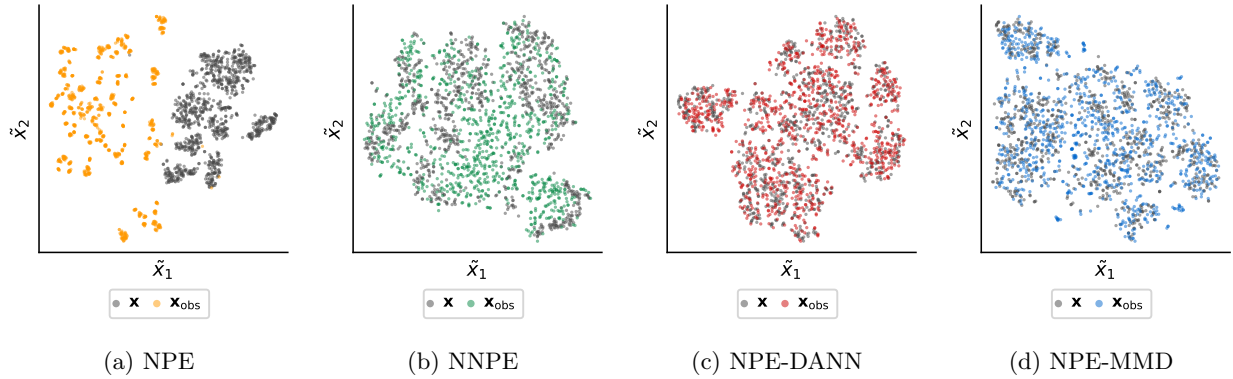 x̃₂
x̃₁
x x_obs
(a) NPE
x̃₂
x̃₁
x x_obs
(b) NNPE
x̃₂
x̃₁
x x_obs
(c) NPE-DANN
x̃₂
x̃₁
x x_obs
(d) NPE-MMD